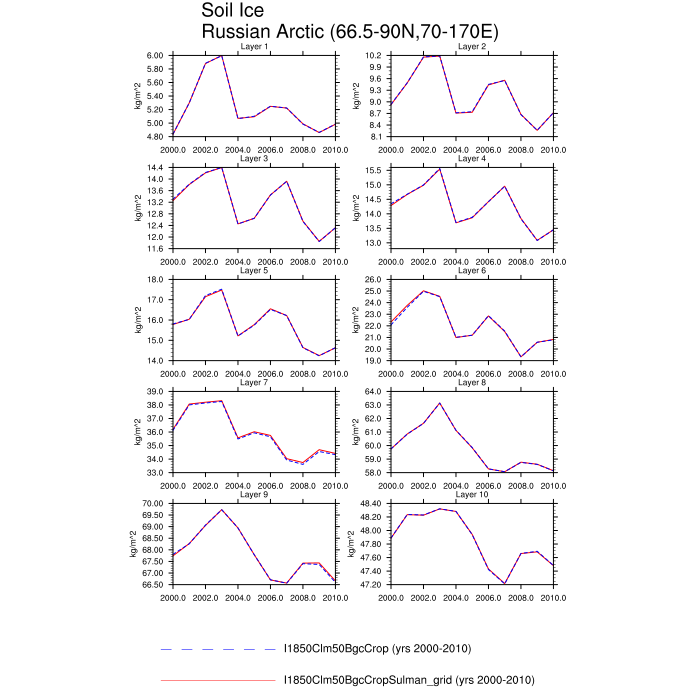 Soil Ice
Russian Arctic (66.5-90N,70-170E)
Layer 1
kg/m^2
6.00
5.80
5.60
5.40
5.20
5.00
4.80
2000.0 2002.0 2004.0 2006.0 2008.0 2010.0
Layer 2
kg/m^2
10.2
9.9
9.6
9.3
9.0
8.7
8.4
8.1
2000.0 2002.0 2004.0 2006.0 2008.0 2010.0
Layer 3
kg/m^2
14.4
14.0
13.6
13.2
12.8
12.4
12.0
11.6
2000.0 2002.0 2004.0 2006.0 2008.0 2010.0
Layer 4
kg/m^2
15.5
15.0
14.5
14.0
13.5
13.0
2000.0 2002.0 2004.0 2006.0 2008.0 2010.0
Layer 5
kg/m^2
18.0
17.0
16.0
15.0
14.0
2000.0 2002.0 2004.0 2006.0 2008.0 2010.0
Layer 6
kg/m^2
26.0
25.0
24.0
23.0
22.0
21.0
20.0
19.0
2000.0 2002.0 2004.0 2006.0 2008.0 2010.0
Layer 7
kg/m^2
39.0
38.0
37.0
36.0
35.0
34.0
33.0
2000.0 2002.0 2004.0 2006.0 2008.0 2010.0
Layer 8
kg/m^2
64.0
63.0
62.0
61.0
60.0
59.0
58.0
2000.0 2002.0 2004.0 2006.0 2008.0 2010.0
Layer 9
kg/m^2
70.00
69.50
69.00
68.50
68.00
67.50
67.00
66.50
2000.0 2002.0 2004.0 2006.0 2008.0 2010.0
Layer 10
kg/m^2
48.40
48.20
48.00
47.80
47.60
47.40
47.20
2000.0 2002.0 2004.0 2006.0 2008.0 2010.0
I1850Clm50BgcCrop (yrs 2000-2010)
I1850Clm50BgcCropSulman_grid (yrs 2000-2010)